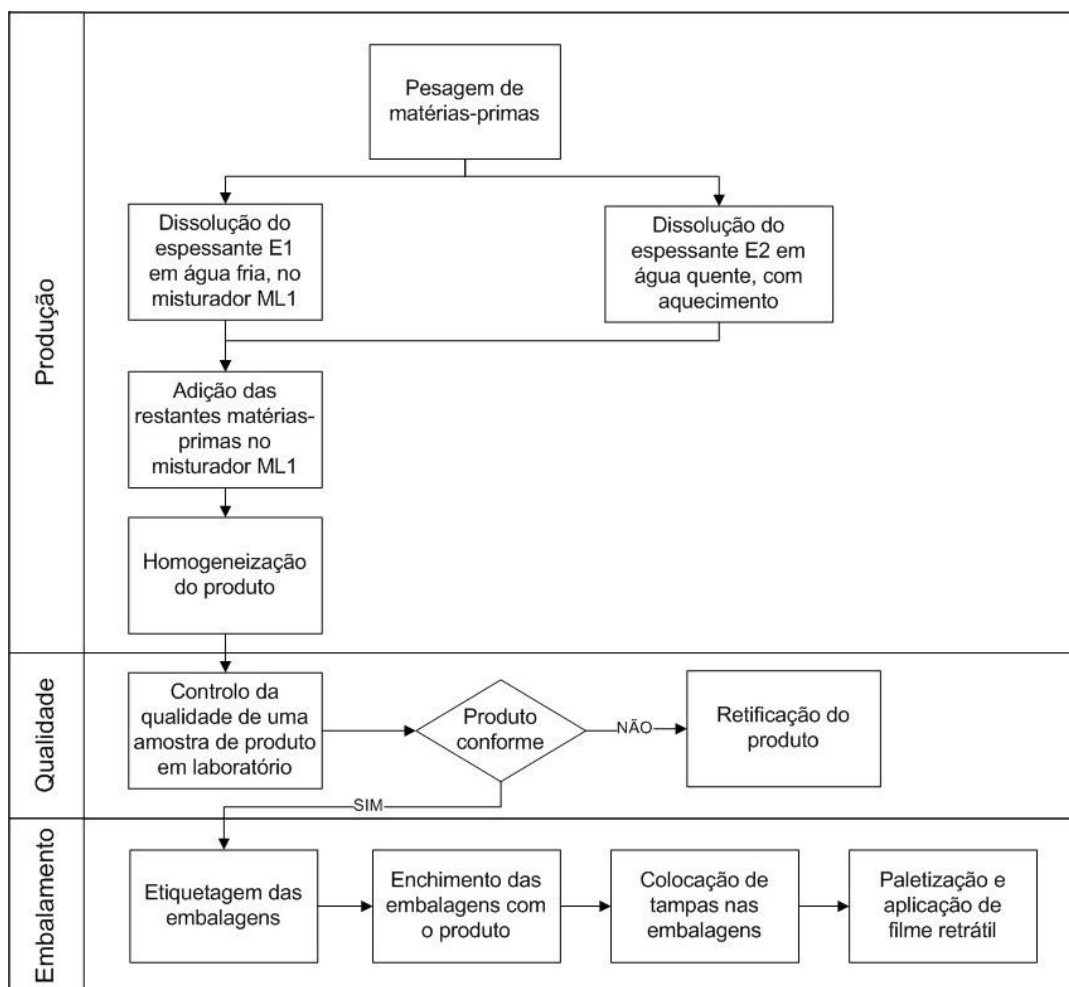 Produção
Pesagem de
matérias-primas
Dissolução do
espessante E1
em água fria, no
misturador ML1
Dissolução do
espessante E2 em
água quente, com
aquecimento
Adição das
restantes matérias-
primas no
misturador ML1
Homogeneização
do produto
Qualidade
Controlo da
qualidade de uma
amostra de produto
em laboratório
Produto
conforme
NÃO
Retificação do
produto
SIM
Embalamento
Etiquetagem das
embalagens
Enchimento das
embalagens com
o produto
Colocação de
tampas nas
embalagens
Paletização e
aplicação de
filme retrátil